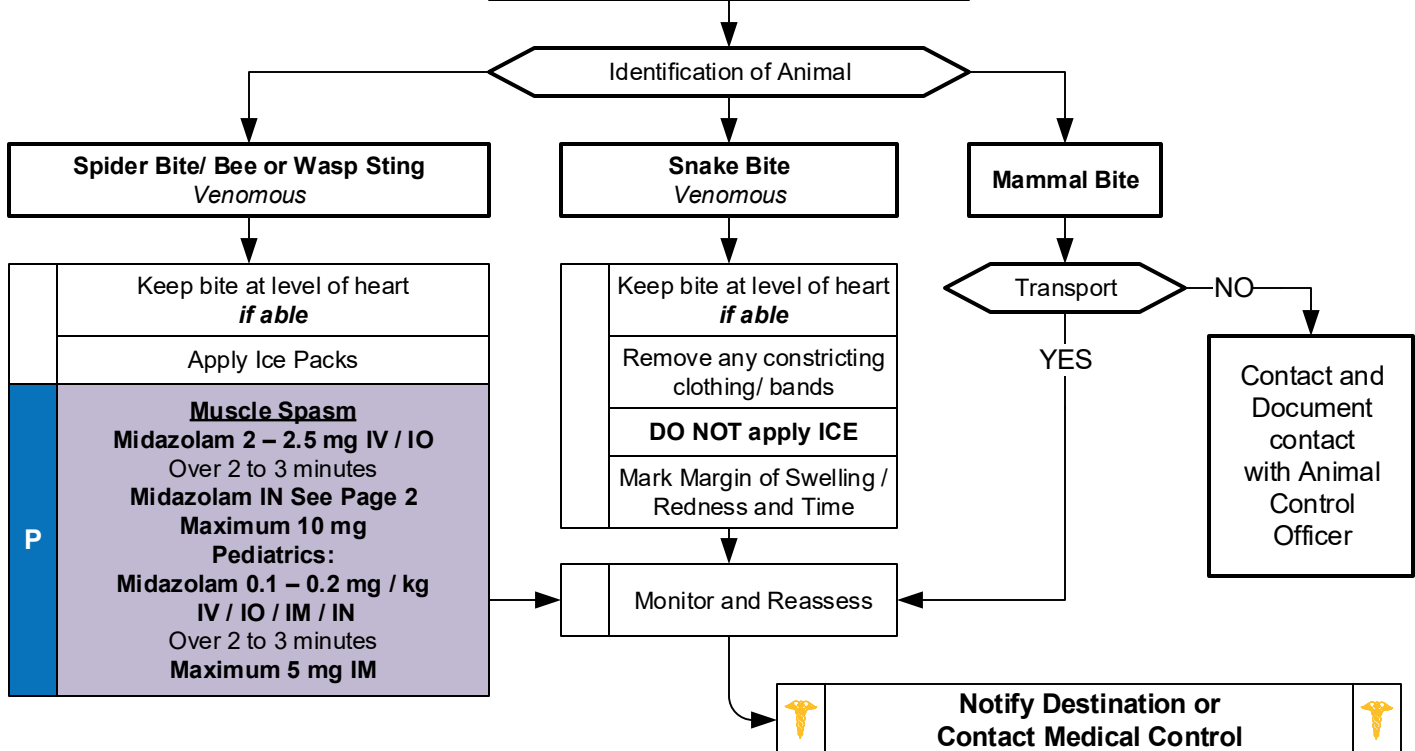 Identification of Animal
Spider Bite/ Bee or Wasp Sting
Venomous
Keep bite at level of heart
if able
Apply Ice Packs
P
Muscle Spasm
Midazolam 2 – 2.5 mg IV / IO
Over 2 to 3 minutes
Midazolam IN See Page 2
Maximum 10 mg
Pediatrics:
Midazolam 0.1 – 0.2 mg / kg
IV / IO / IM / IN
Over 2 to 3 minutes
Maximum 5 mg IM
Snake Bite
Venomous
Keep bite at level of heart
if able
Remove any constricting
clothing/ bands
DO NOT apply ICE
Mark Margin of Swelling /
Redness and Time
Mammal Bite
Transport
NO
YES
Contact and
Document
contact
with Animal
Control
Officer
Monitor and Reassess
Notify Destination or
Contact Medical Control